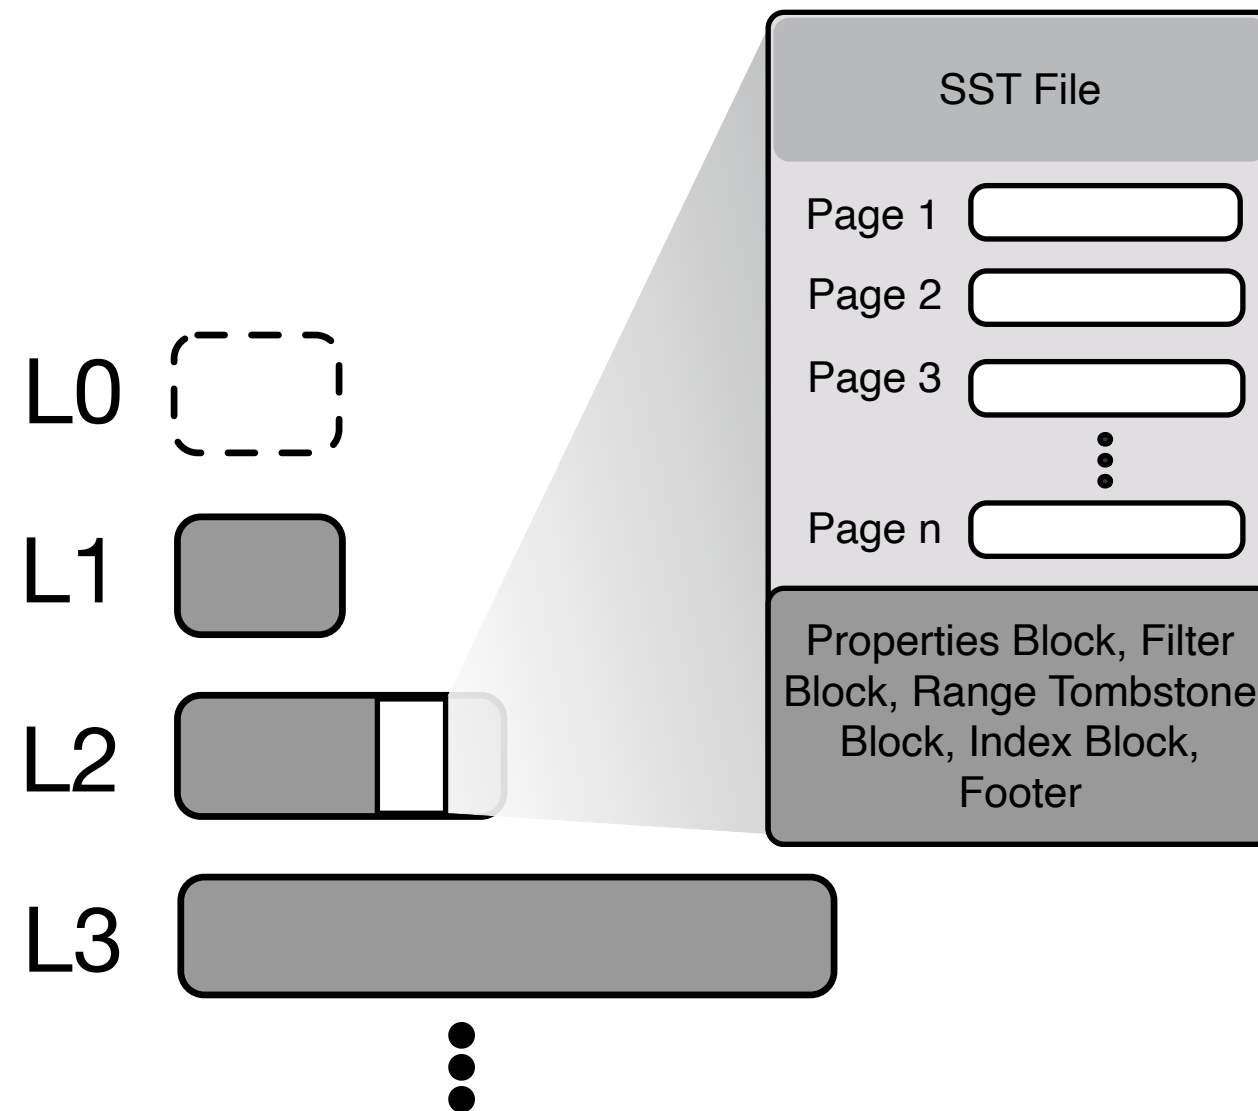 SST File
Page 1
Page 2
Page 3
Page n
Properties Block, Filter
Block, Range Tombstone
Block, Index Block,
Footer
L0
L1
L2
L3